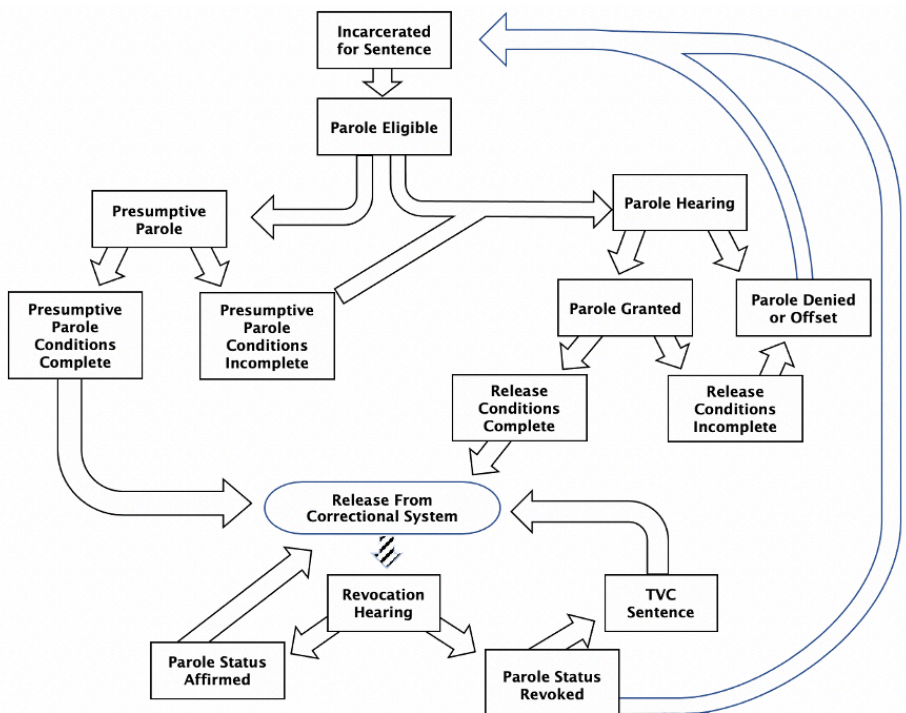 Incarcerated
for Sentence
Parole Eligible
Presumptive
Parole
Parole Hearing
Presumptive
Parole
Conditions
Complete
Presumptive
Parole
Conditions
Incomplete
Parole Granted
Parole Denied
or Offset
Release
Conditions
Complete
Release
Conditions
Incomplete
Release From
Correctional System
Revocation
Hearing
TVC
Sentence
Parole Status
Affirmed
Parole Status
Revoked